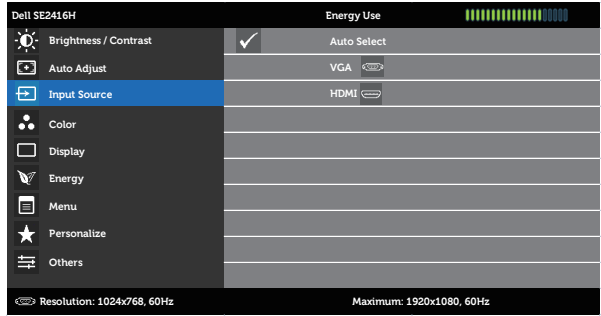 Dell SE2416H Energy Use
Brightness / Contrast Auto Select
Auto Adjust VGA
Input Source HDMI
Color
Display
Energy
Menu
Personalize
Others
Resolution: 1024x768, 60Hz Maximum: 1920x1080, 60Hz